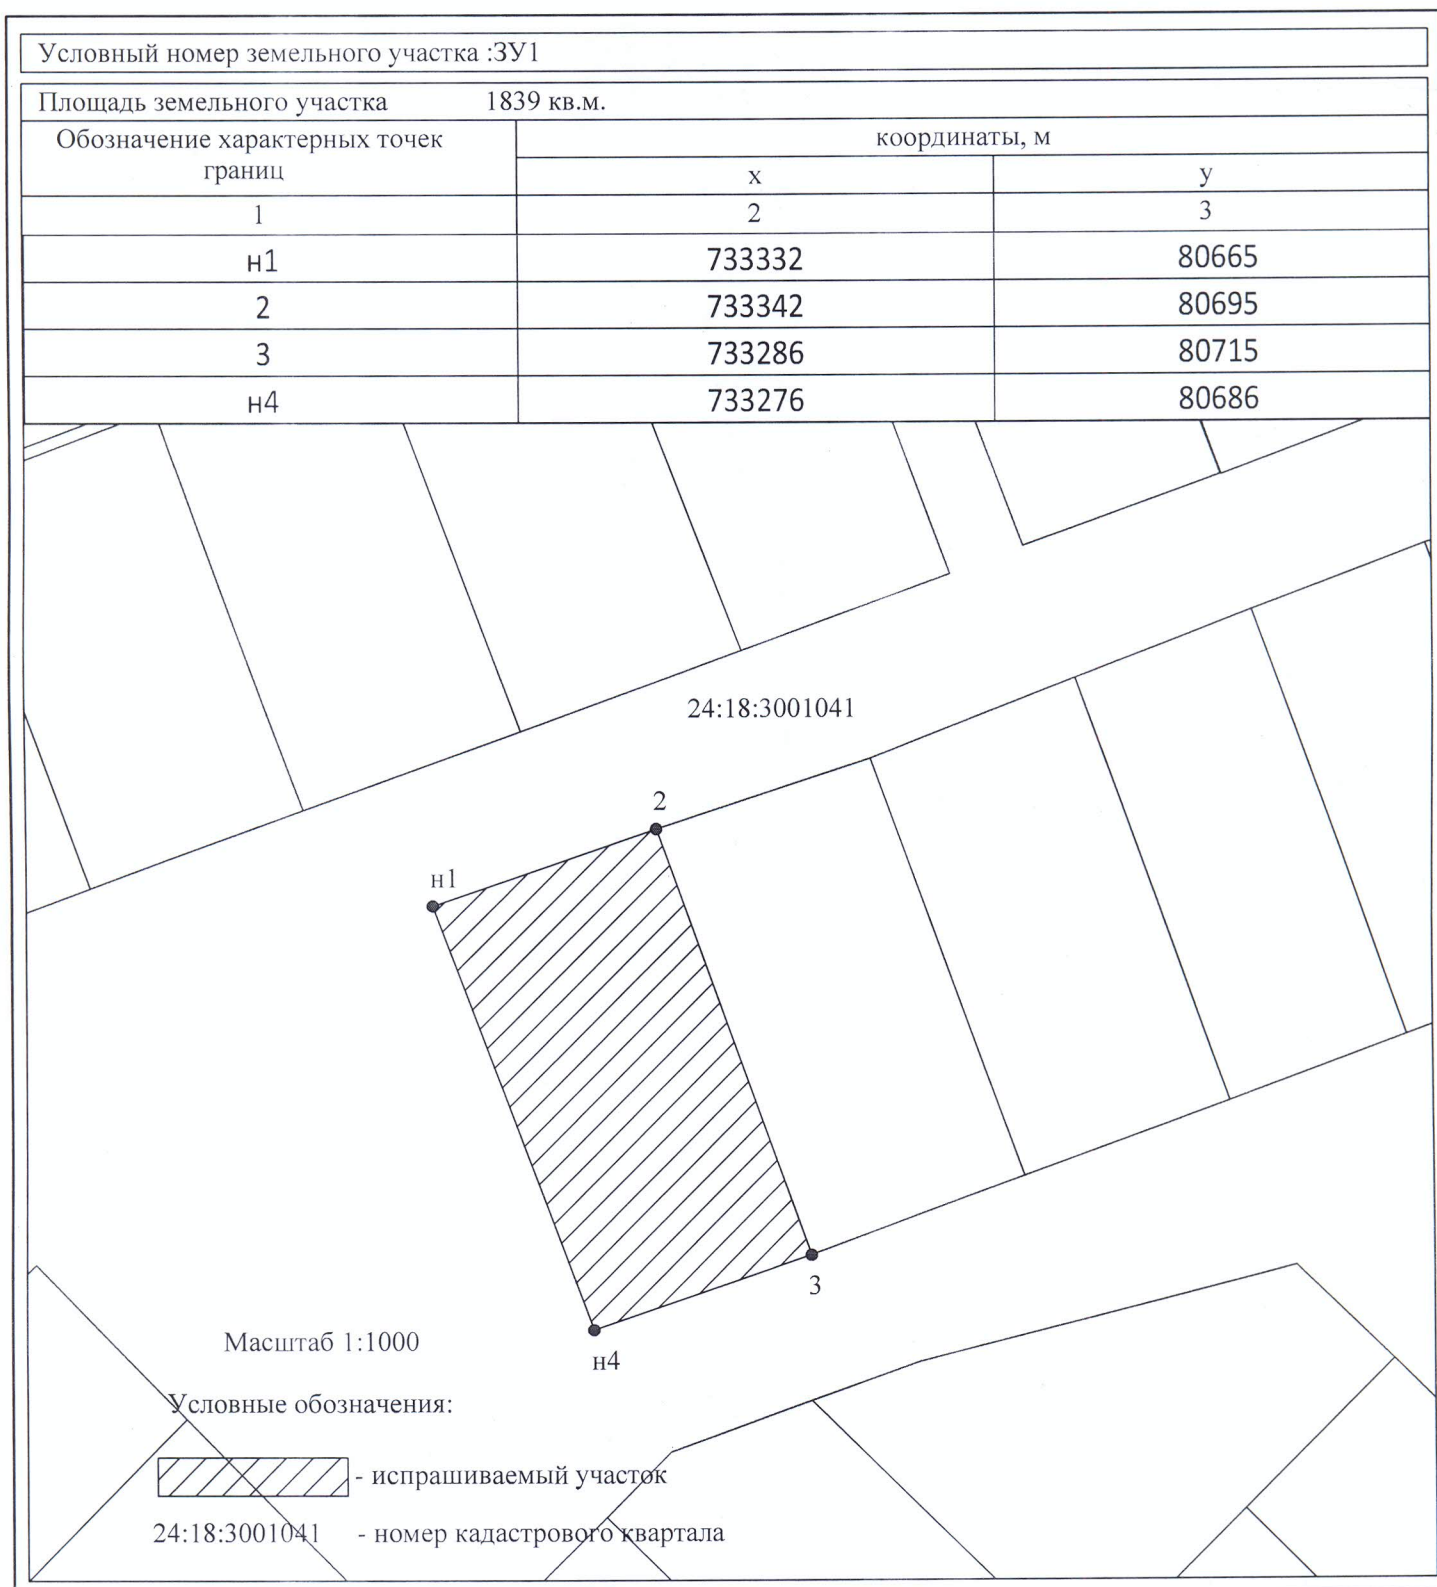 Условный номер земельного участка :ЗУ1
Площадь земельного участка 1839 кв.м.
Обозначение характерных точек
границ
координаты, м
x y
1 2 3
н1 733332 80665
2 733342 80695
3 733286 80715
н4 733276 80686
24:18:3001041
2
н1
3
Масштаб 1:1000
н4
Условные обозначения:
- испрашиваемый участок
24:18:3001041 - номер кадастрового квартала